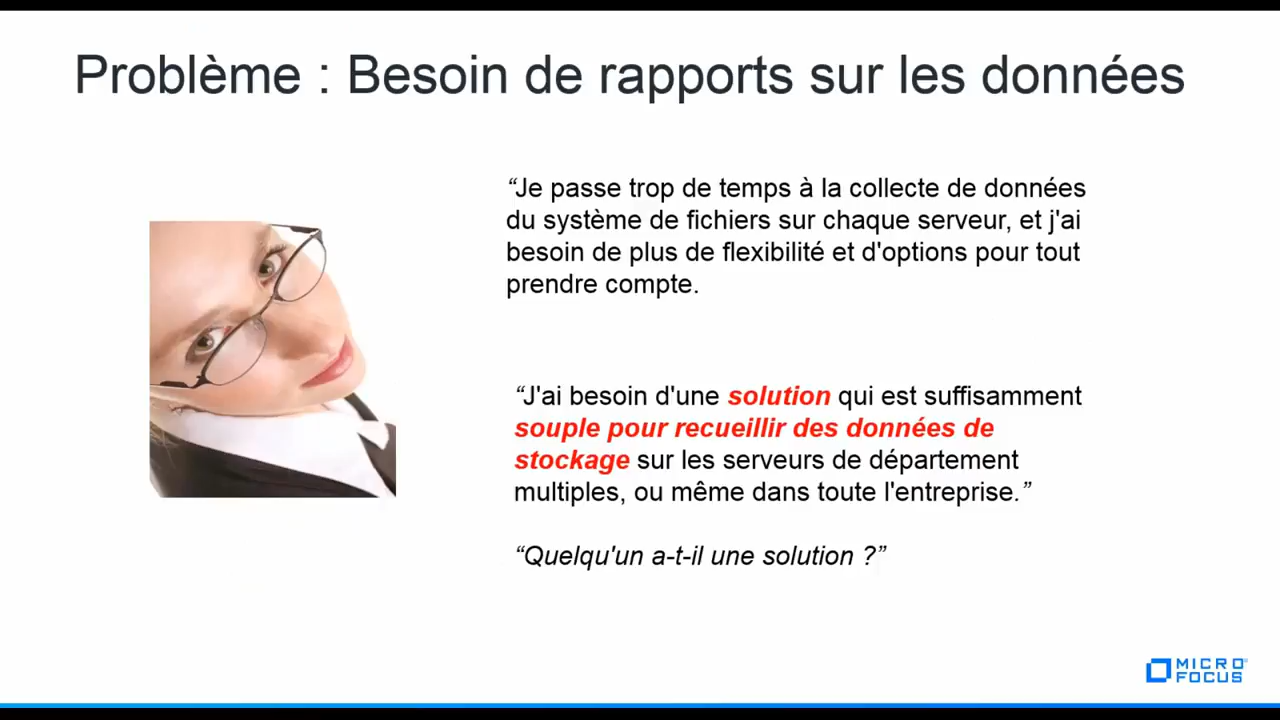 Problème : Besoin de rapports sur les données
“Je passe trop de temps à la collecte de données
du système de fichiers sur chaque serveur, et j'ai
besoin de plus de flexibilité et d'options pour tout
prendre compte.
“J'ai besoin d'une solution qui est suffisamment
souple pour recueillir des données de
stockage sur les serveurs de département
multiples, ou même dans toute l'entreprise.”
“Quelqu'un a-t-il une solution ?”
MICRO
FOCUS